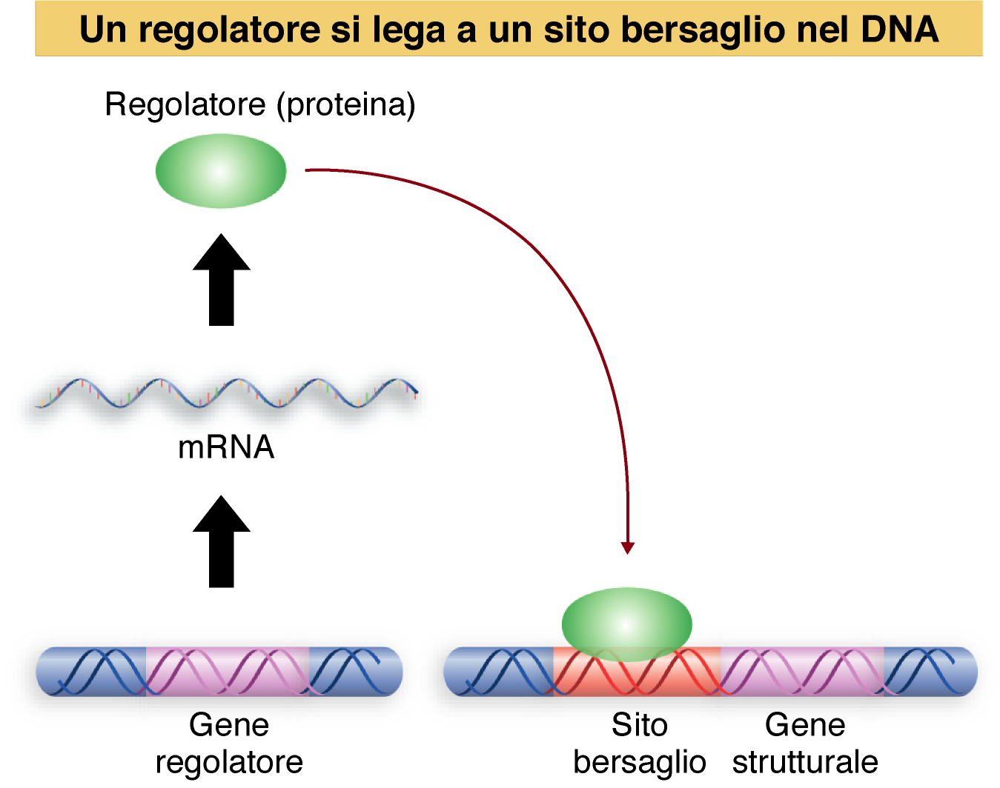 Un regolatore si lega a un sito bersaglio nel DNA
Regolatore (proteina)
mRNA
Gene
regolatore
Sito
bersaglio
Gene
strutturale